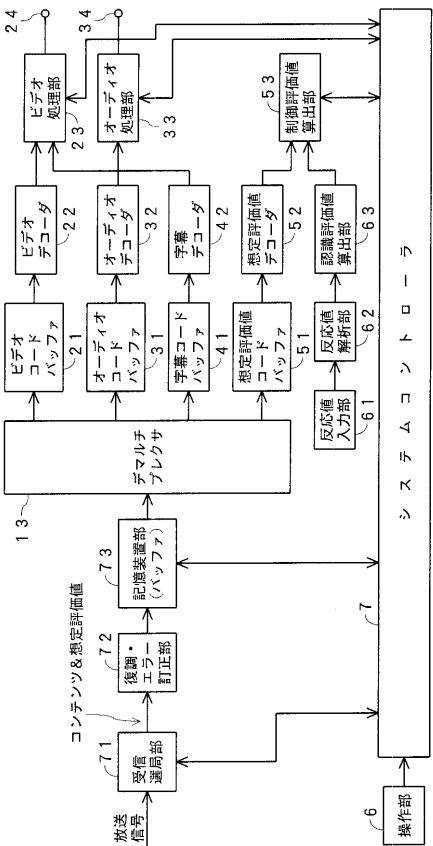 放送
信号
71
受信
選局部
コンテンツ&想定評価値
72
復調・
エラー
訂正部
73
記憶装置部
(バッファ)
13
デマルチ
プレクサ
ビデオ
コード
バッファ
21
ビデオ
デコーダ
22
ビデオ
処理部
23
24
オーディオ
コード
バッファ
31
オーディオ
デコーダ
32
オーディオ
処理部
33
34
字幕コード
バッファ
41
字幕
デコーダ
42
想定評価値
コード
バッファ
51
想定評価値
デコーダ
52
53
制御評価値
算出部
反応値
入力部
61
反応値
解析部
62
認識評価値
算出部
63
7
システムコントローラ
6
操作部